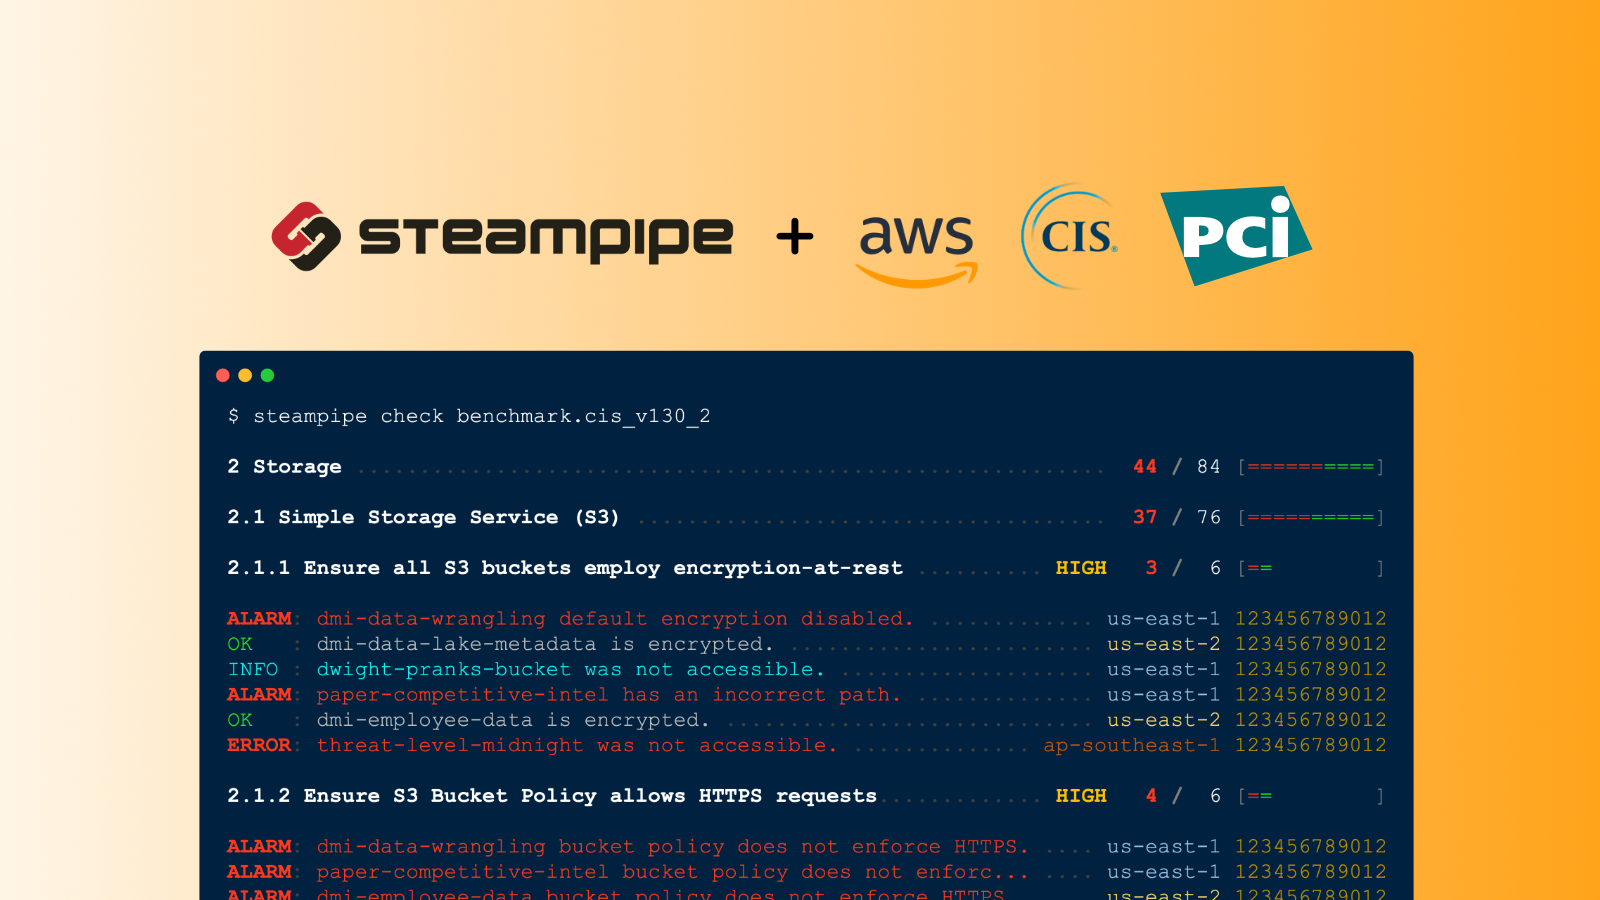 STEAMPIPE + aws CIS® PCi
$ steampipe check benchmark.cis_v130_2
2 Storage ........................................................... 44 / 84 [==========]
2.1 Simple Storage Service (S3) ..................................... 37 / 76 [==========]
2.1.1 Ensure all S3 buckets employ encryption-at-rest .......... HIGH 3 / 6 [== ]
ALARM: dmi-data-wrangling default encryption disabled. ............. us-east-1 123456789012
OK : dmi-data-lake-metadata is encrypted. ........................ us-east-2 123456789012
INFO : dwight-pranks-bucket was not accessible. .................... us-east-1 123456789012
ALARM: paper-competitive-intel has an incorrect path. .............. us-east-1 123456789012
OK : dmi-employee-data is encrypted. ............................. us-east-2 123456789012
ERROR: threat-level-midnight was not accessible. .............. ap-southeast-1 123456789012
2.1.2 Ensure S3 Bucket Policy allows HTTPS requests............. HIGH 4 / 6 [== ]
ALARM: dmi-data-wrangling bucket policy does not enforce HTTPS. .... us-east-1 123456789012
ALARM: paper-competitive-intel bucket policy does not enforc... .... us-east-1 123456789012
ALARM: dmi-employee-data bucket policy does not enforce HTTPS. us-east-2 123456789012